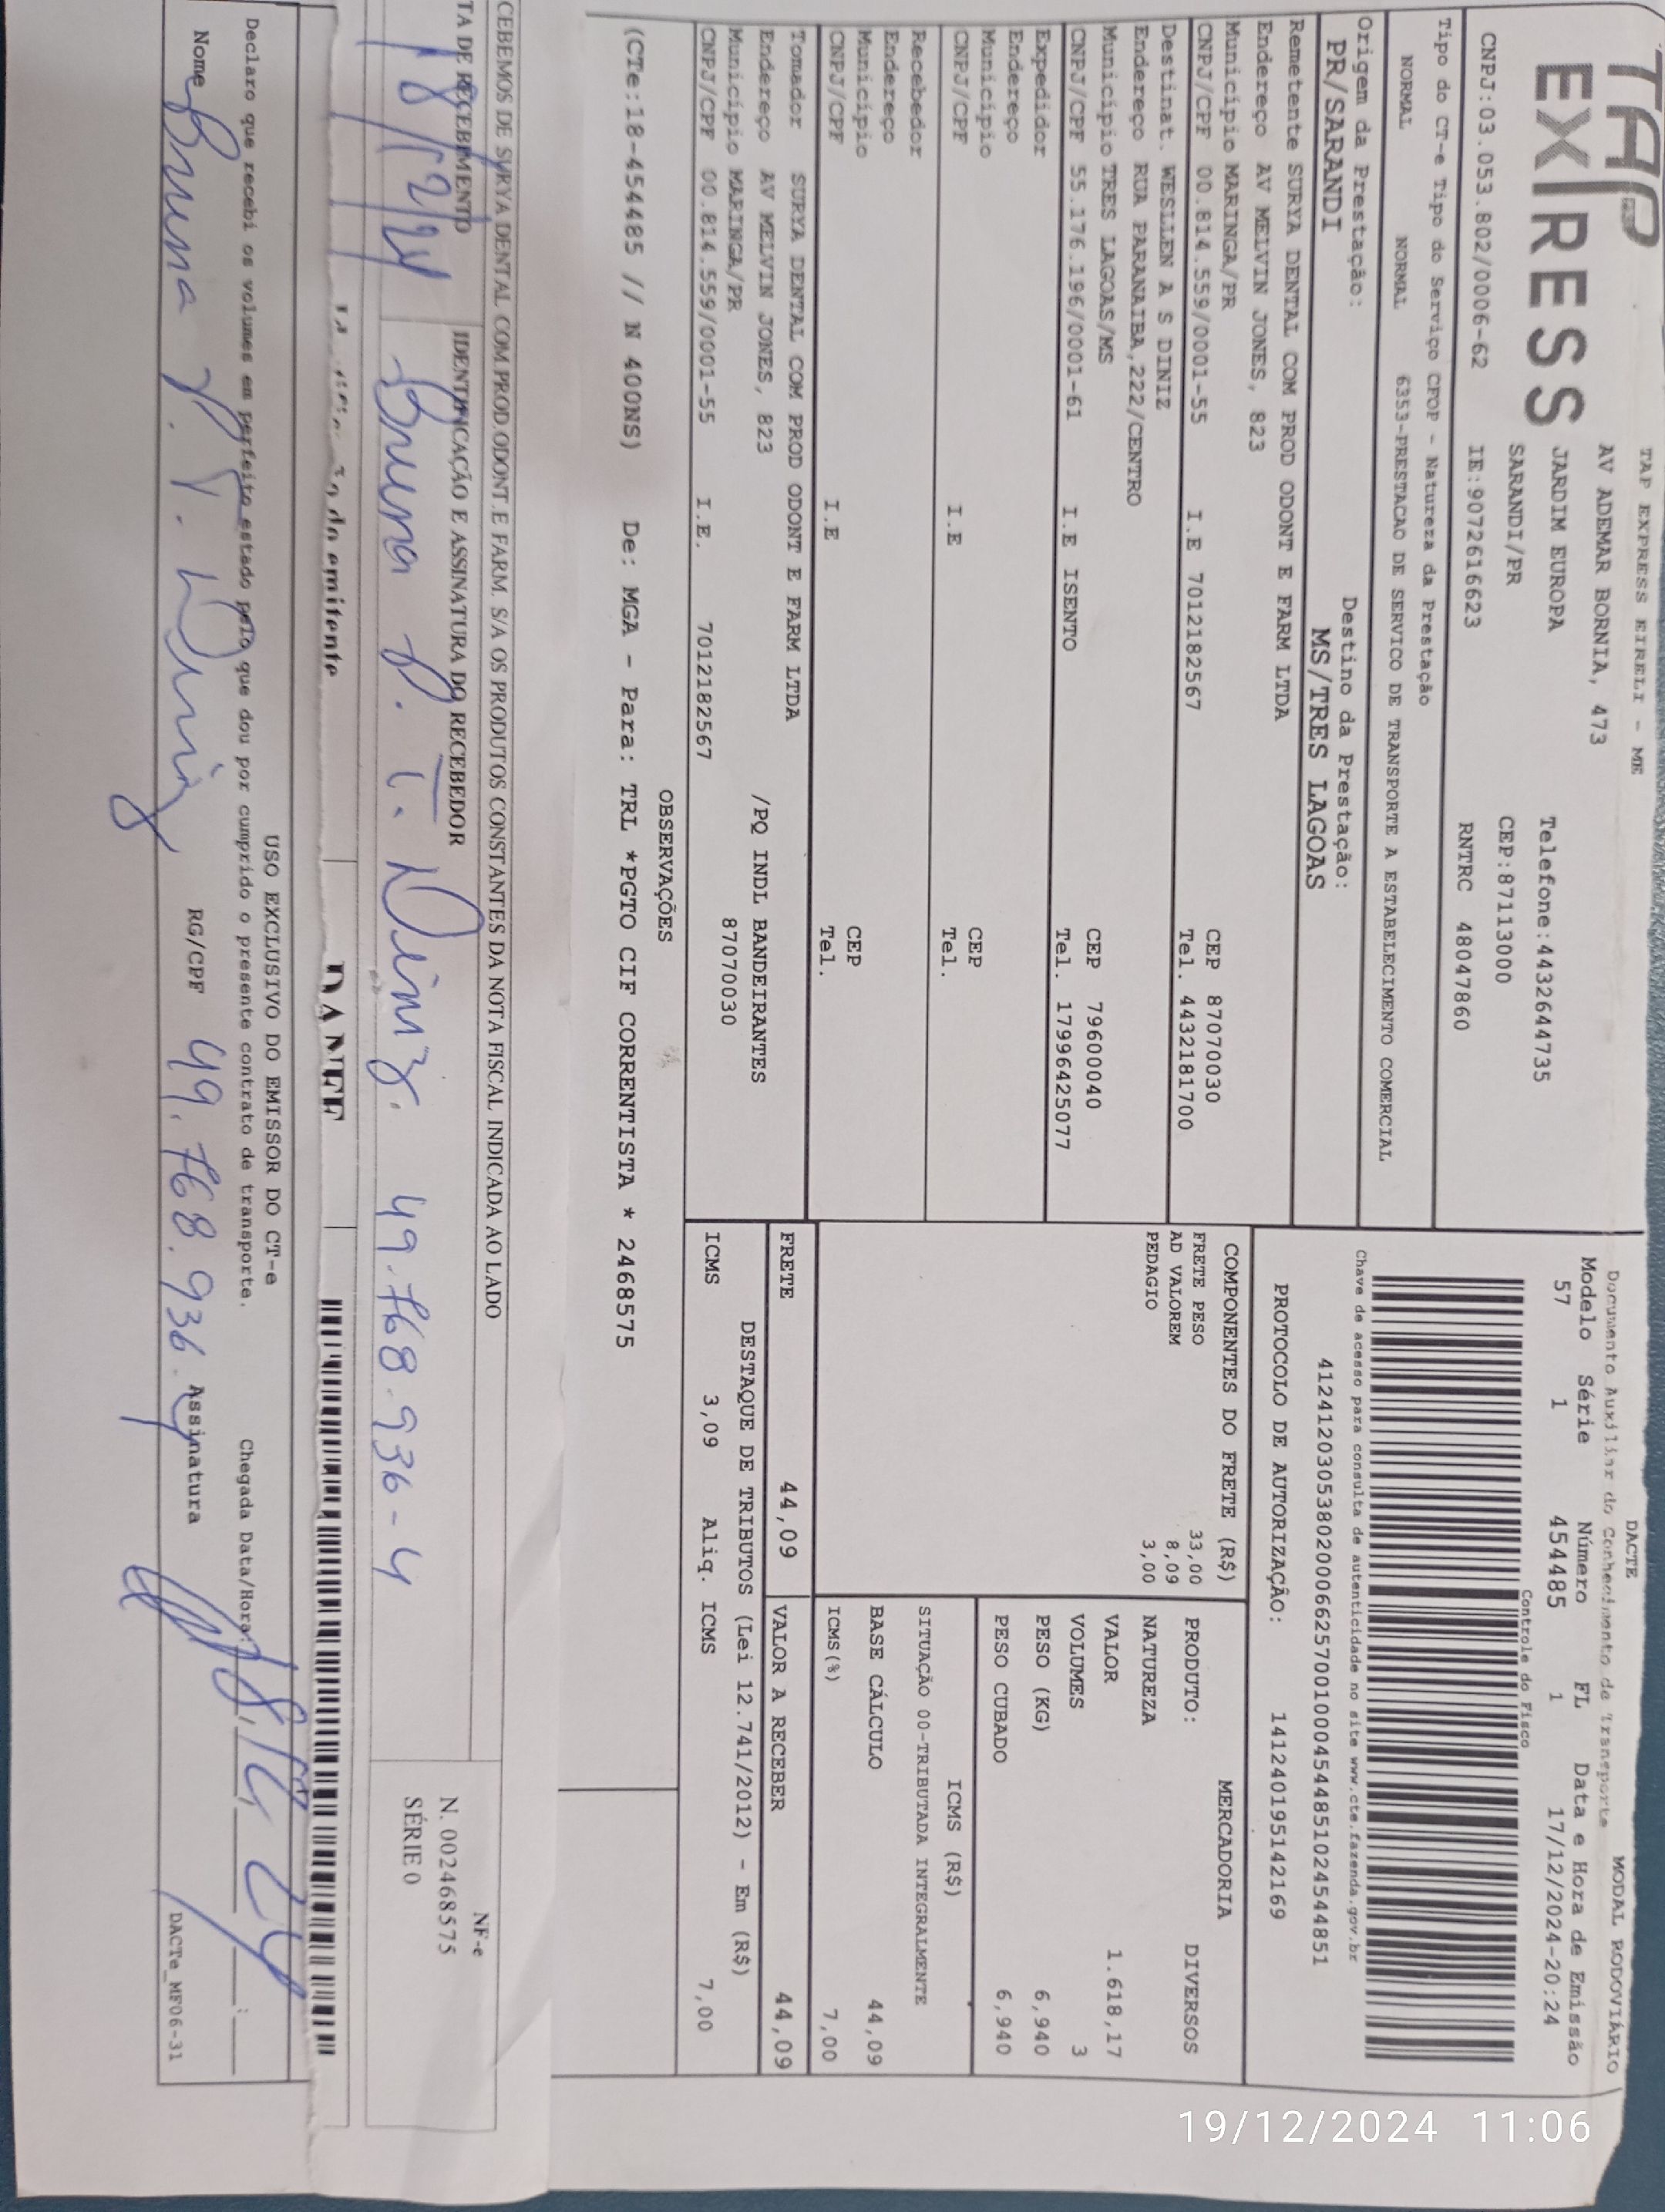 TAP
EXPRESS
TAP EXPRESS EIRELI - ME
AV ADEMAR BORNIA, 473
JARDIM EUROPA Telefone:4432644735
SARANDI/PR CEP:87113000
CNPJ:03.053.802/0006-62 IE:9072616623 RNTRC 48047860
Tipo do CT-e Tipo do Serviço CFOP - Natureza da Prestação
NORMAL NORMAL 6353-PRESTACAO DE SERVICO DE TRANSPORTE A ESTABELECIMENTO COMERCIAL
Origem da Prestação: Destino da Prestação:
PR/SARANDI MS/TRES LAGOAS
Remetente SURYA DENTAL COM PROD ODONT E FARM LTDA
Endereço AV MELVIN JONES, 823
Município MARINGA/PR CEP 87070030
CNPJ/CPF 00.814.559/0001-55 I.E 7012182567 Tel. 4432181700
Destinat. WESLLEN A S DINIZ
Endereço RUA PARANAIBA,222/CENTRO
Município TRES LAGOAS/MS CEP 79600040
CNPJ/CPF 55.176.196/0001-61 I.E ISENTO Tel. 17996425077
Expedidor
Endereço
Município CEP
CNPJ/CPF I.E Tel.
Recebedor
Endereço
Município CEP
CNPJ/CPF I.E Tel.
Tomador SURYA DENTAL COM PROD ODONT E FARM LTDA
Endereço AV MELVIN JONES, 823 /PQ INDL BANDEIRANTES
Município MARINGA/PR 87070030
CNPJ/CPF 00.814.559/0001-55 I.E. 7012182567
DACTE MODAL RODOVIÁRIO
Documento Auxiliar do Conhecimento de Transporte
Modelo Série Número FL Data e Hora de Emissão
57 1 454485 1 17/12/2024-20:24
Controle do Fisco
Chave de acesso para consulta de autenticidade no site www.cte.fazenda.gov.br
41241203053802000662570010004544851024544851
PROTOCOLO DE AUTORIZAÇÃO: 141240195142169
COMPONENTES DO FRETE (R$)
FRETE PESO 33,00
AD VALOREM 8,09
PEDAGIO 3,00
MERCADORIA
PRODUTO: DIVERSOS
NATUREZA
VALOR 1.618,17
VOLUMES 3
PESO (KG) 6,940
PESO CUBADO 6,940
ICMS (R$)
SITUAÇÃO 00-TRIBUTADA INTEGRALMENTE
BASE CÁLCULO 44,09
ICMS(%) 7,00
FRETE 44,09 VALOR A RECEBER 44,09
DESTAQUE DE TRIBUTOS (Lei 12.741/2012) - Em (R$)
ICMS 3,09 Aliq. ICMS 7,00
OBSERVAÇÕES
(CTe:18-454485 // N 400NS) De: MGA - Para: TRL *PGTO CIF CORRENTISTA * 2468575
CEBEMOS DE SURYA DENTAL COM.PROD.ODONT.E FARM. S/A OS PRODUTOS CONSTANTES DA NOTA FISCAL INDICADA AO LADO
TA DE RECEBIMENTO IDENTIFICAÇÃO E ASSINATURA DO RECEBEDOR
18/12/24 Bruna P. T. Diniz. 49.768.936-4
NF-e
N. 002468575
SÉRIE 0
do emitente DANFE
USO EXCLUSIVO DO EMISSOR DO CT-e
Declaro que recebi os volumes em perfeito estado pelo que dou por cumprido o presente contrato de transporte. Chegada Data/Hora:
Nome Bruna P. T. Diniz RG/CPF 49.768.936-4 Assinatura
DACTe_MF06-31
19/12/2024 11:06